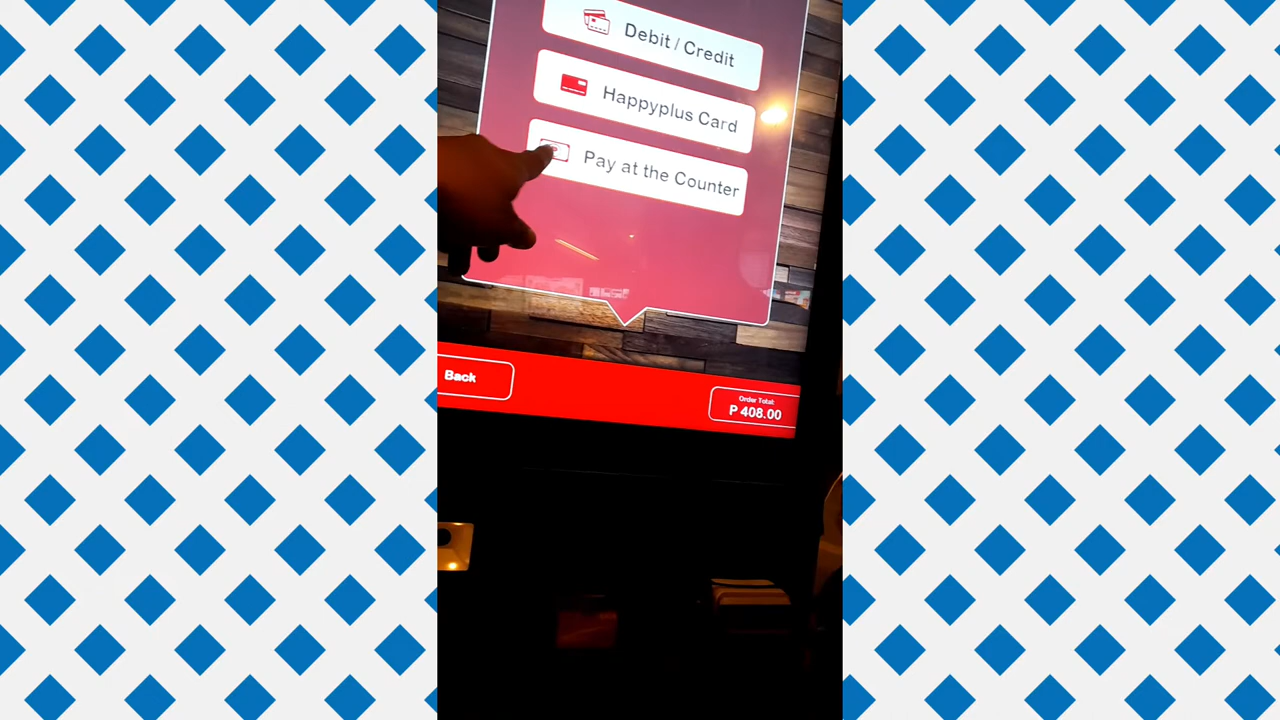 Debit / Credit
Happyplus Card
Pay at the Counter
Back
Order Total:
P 408.00